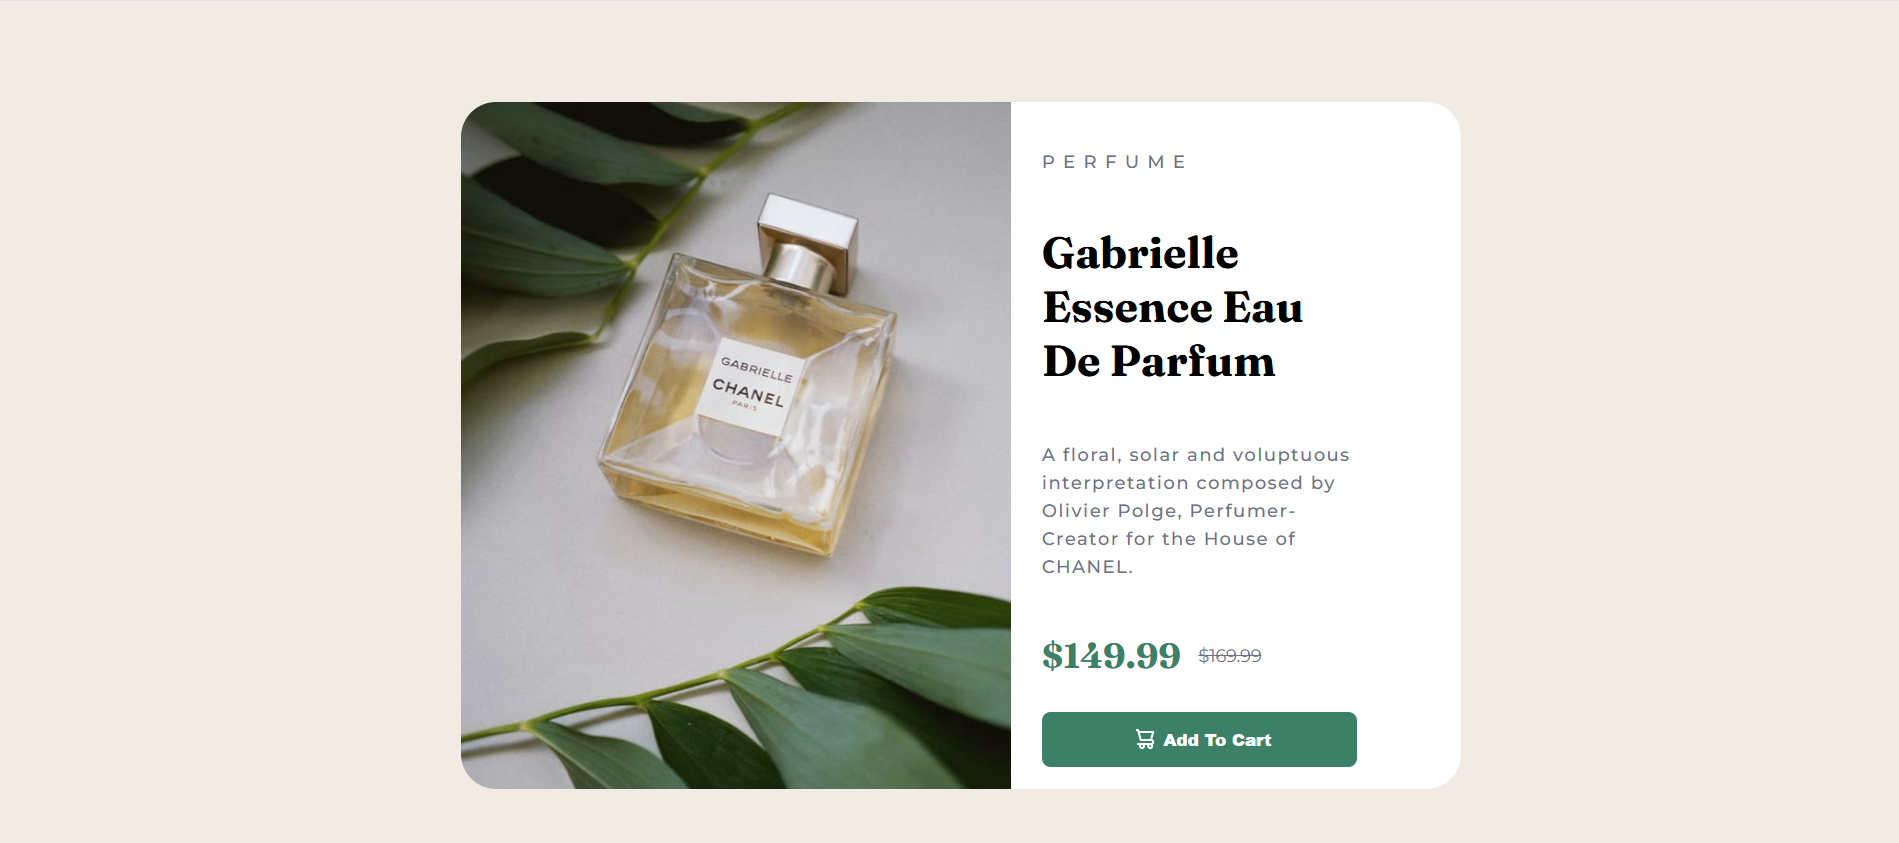 GABRIELLE
CHANEL
PARIS
PERFUME
Gabrielle
Essence Eau
De Parfum
A floral, solar and voluptuous
interpretation composed by
Olivier Polge, Perfumer-
Creator for the House of
CHANEL.
$149.99 $169.99
Add To Cart